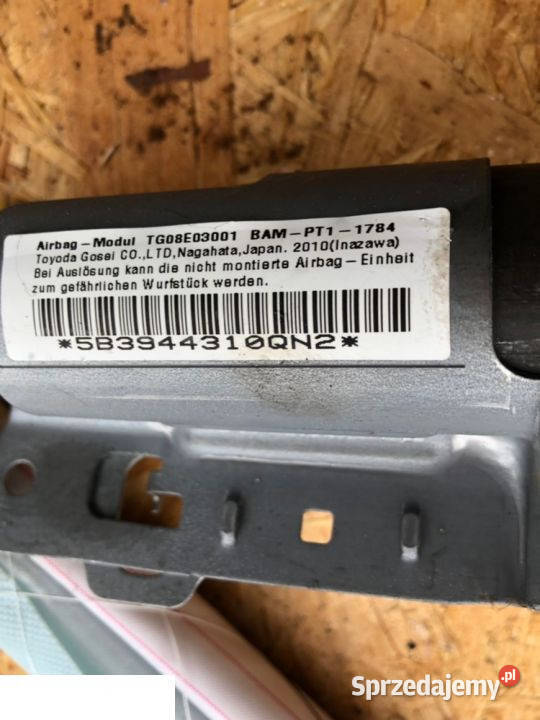 Airbag-Modul TG08E03001 BAM-PT1-1784
Toyoda Gosei CO.,LTD,Nagahata,Japan. 2010(Inazawa)
Bei Auslösung kann die nicht montierte Airbag-Einheit
zum gefährlichen Wurfstück werden.
*5B3944310QN2*
Sprzedajemy.pl